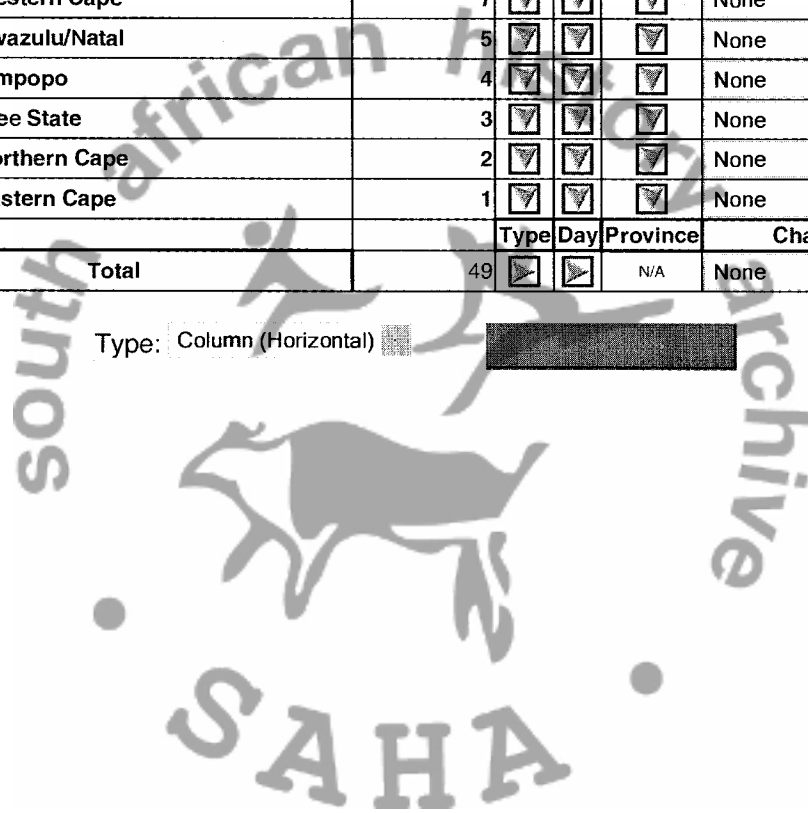 estern Cape 7 None
wazulu/Natal 5 None
mpopo 4 None
ee State 3 None
orthern Cape 2 None
stern Cape 1 None
Type Day Province Cha
Total 49 N/A None
Type: Column (Horizontal)
south african history archive
SAHA